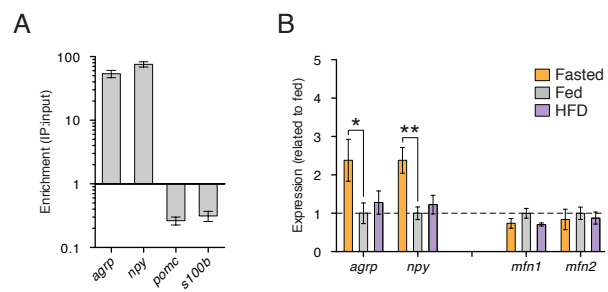 A
Enrichment (IP:input)
100
10
1
0.1
agrp
npy
pomc
s100b
B
Expression (related to fed)
5
4
3
2
1
0
*
**
Fasted
Fed
HFD
agrp
npy
mfn1
mfn2